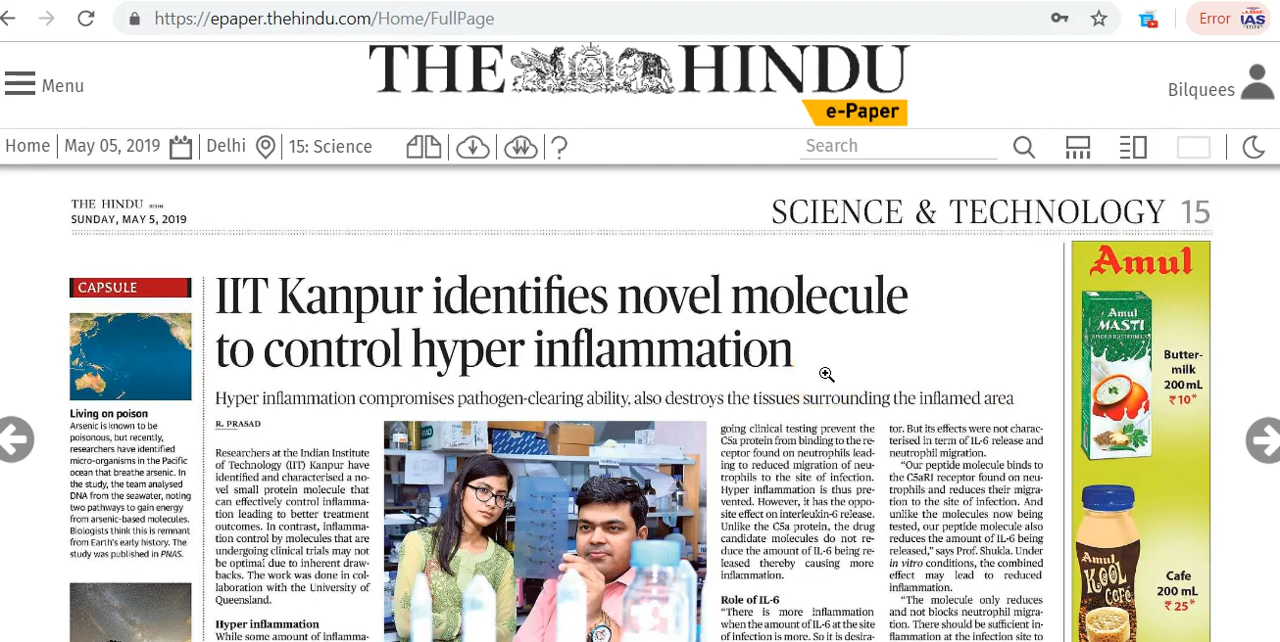 https://epaper.thehindu.com/Home/FullPage
Error
IAS
Menu
THE HINDU
e-Paper
Bilquees
Home
May 05, 2019
Delhi
15: Science
?
Search
THE HINDU
SUNDAY, MAY 5, 2019
SCIENCE & TECHNOLOGY 15
CAPSULE
Living on poison
Arsenic is known to be
poisonous, but recently,
researchers have identified
micro-organisms in the Pacific
ocean that breathe arsenic. In
the study, the team analysed
DNA from the seawater, noting
two pathways to gain energy
from arsenic-based molecules.
Biologists think this is remnant
from Earth's early history. The
study was published in PNAS.
IIT Kanpur identifies novel molecule
to control hyper inflammation
Hyper inflammation compromises pathogen-clearing ability, also destroys the tissues surrounding the inflamed area
R. PRASAD
Researchers at the Indian Institute
of Technology (IIT) Kanpur have
identified and characterised a no-
vel small protein molecule that
can effectively control inflamma-
tion leading to better treatment
outcomes. In contrast, inflamma-
tion control by molecules that are
undergoing clinical trials may not
be optimal due to inherent draw-
backs. The work was done in col-
laboration with the University of
Queensland.
Hyper inflammation
While some amount of inflamma-
going clinical testing prevent the
C5a protein from binding to the re-
ceptor found on neutrophils lead-
ing to reduced migration of neu-
trophils to the site of infection.
Hyper inflammation is thus pre-
vented. However, it has the oppo-
site effect on interleukin-6 release.
Unlike the C5a protein, the drug
candidate molecules do not re-
duce the amount of IL-6 being re-
leased thereby causing more
inflammation.
Role of IL-6
"There is more inflammation
when the amount of IL-6 at the site
of infection is more. So it is desira-
tor. But its effects were not charac-
terised in term of IL-6 release and
neutrophil migration.
"Our peptide molecule binds to
the C5aR1 receptor found on neu-
trophils and reduces their migra-
tion to the site of infection. And
unlike the molecules now being
tested, our peptide molecule also
reduces the amount of IL-6 being
released," says Prof. Shukla. Under
in vitro conditions, the combined
effect may lead to reduced
inflammation.
"The molecule only reduces
and not blocks neutrophil migra-
tion. There should be sufficient in-
flammation at the infection site to
Amul
Amul
MASTI
SPICED BUTTERMILK
Butter-
milk
200 mL
₹10*
Amul
KOOL
Café
Cafe
200 mL
₹25*